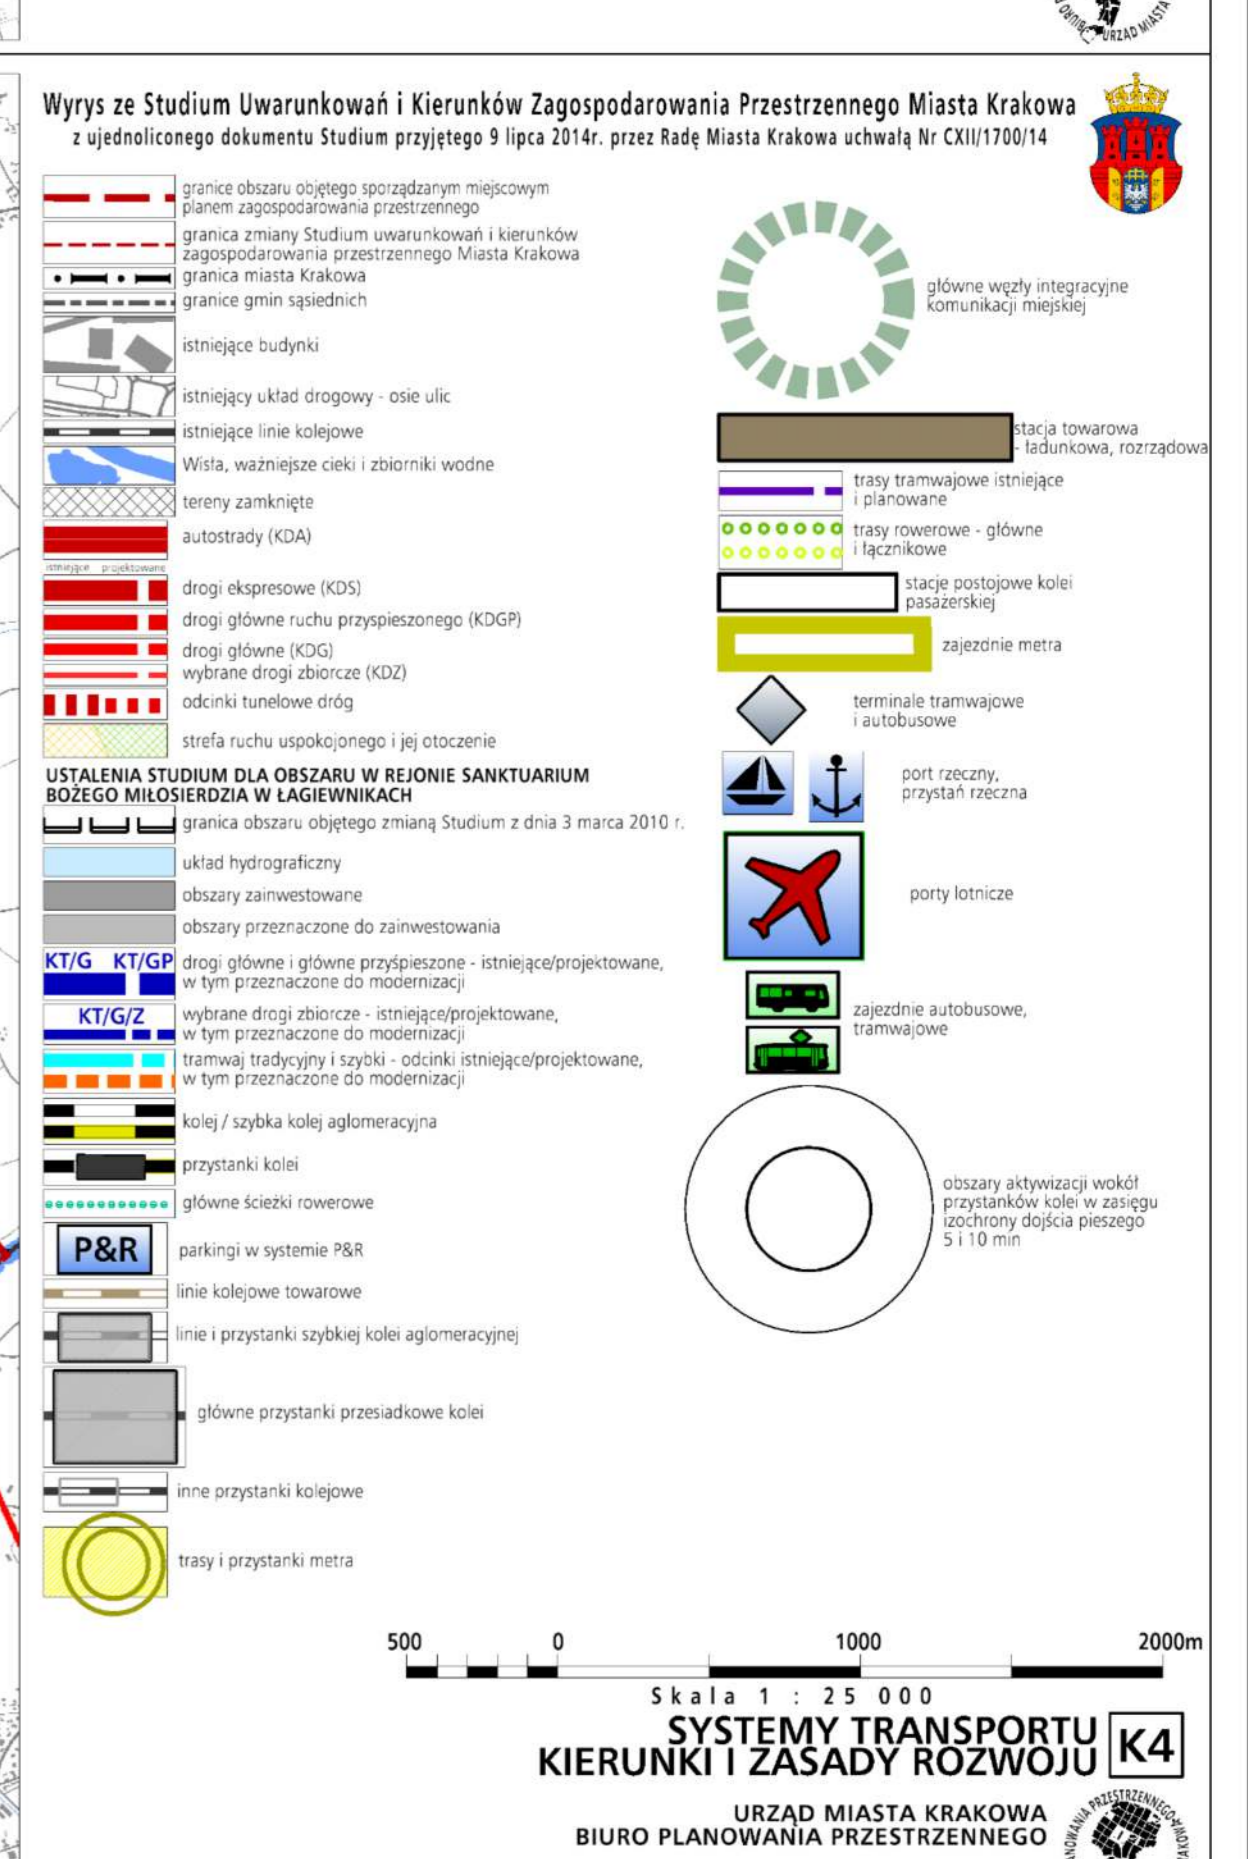 URZĄD MIASTA
Wyrys ze Studium Uwarunkowań i Kierunków Zagospodarowania Przestrzennego Miasta Krakowa
z ujednoliconego dokumentu Studium przyjętego 9 lipca 2014r. przez Radę Miasta Krakowa uchwałą Nr CXII/1700/14
granice obszaru objętego sporządzanym miejscowym
planem zagospodarowania przestrzennego
granica zmiany Studium uwarunkowań i kierunków
zagospodarowania przestrzennego Miasta Krakowa
granica miasta Krakowa
granice gmin sąsiednich
istniejące budynki
istniejący układ drogowy - osie ulic
istniejące linie kolejowe
Wisła, ważniejsze cieki i zbiorniki wodne
tereny zamknięte
autostrady (KDA)
istniejące projektowane
drogi ekspresowe (KDS)
drogi główne ruchu przyspieszonego (KDGP)
drogi główne (KDG)
wybrane drogi zbiorcze (KDZ)
odcinki tunelowe dróg
strefa ruchu uspokojonego i jej otoczenie
USTALENIA STUDIUM DLA OBSZARU W REJONIE SANKTUARIUM
BOŻEGO MIŁOSIERDZIA W ŁAGIEWNIKACH
granica obszaru objętego zmianą Studium z dnia 3 marca 2010 r.
układ hydrograficzny
obszary zainwestowane
obszary przeznaczone do zainwestowania
KT/G KT/GP
drogi główne i główne przyśpieszone - istniejące/projektowane,
w tym przeznaczone do modernizacji
KT/G/Z
wybrane drogi zbiorcze - istniejące/projektowane,
w tym przeznaczone do modernizacji
tramwaj tradycyjny i szybki - odcinki istniejące/projektowane,
w tym przeznaczone do modernizacji
kolej / szybka kolej aglomeracyjna
przystanki kolei
główne ścieżki rowerowe
P&R
parkingi w systemie P&R
linie kolejowe towarowe
linie i przystanki szybkiej kolei aglomeracyjnej
główne przystanki przesiadkowe kolei
inne przystanki kolejowe
trasy i przystanki metra
główne węzły integracyjne
komunikacji miejskiej
stacja towarowa
- ładunkowa, rozrządowa
trasy tramwajowe istniejące
i planowane
trasy rowerowe - główne
i łącznikowe
stacje postojowe kolei
pasażerskiej
zajezdnie metra
terminale tramwajowe
i autobusowe
port rzeczny,
przystań rzeczna
porty lotnicze
zajezdnie autobusowe,
tramwajowe
obszary aktywizacji wokół
przystanków kolei w zasięgu
izochrony dojścia pieszego
5 i 10 min
500 0 1000 2000m
Skala 1 : 25 000
SYSTEMY TRANSPORTU
KIERUNKI I ZASADY ROZWOJU
K4
URZĄD MIASTA KRAKOWA
BIURO PLANOWANIA PRZESTRZENNEGO